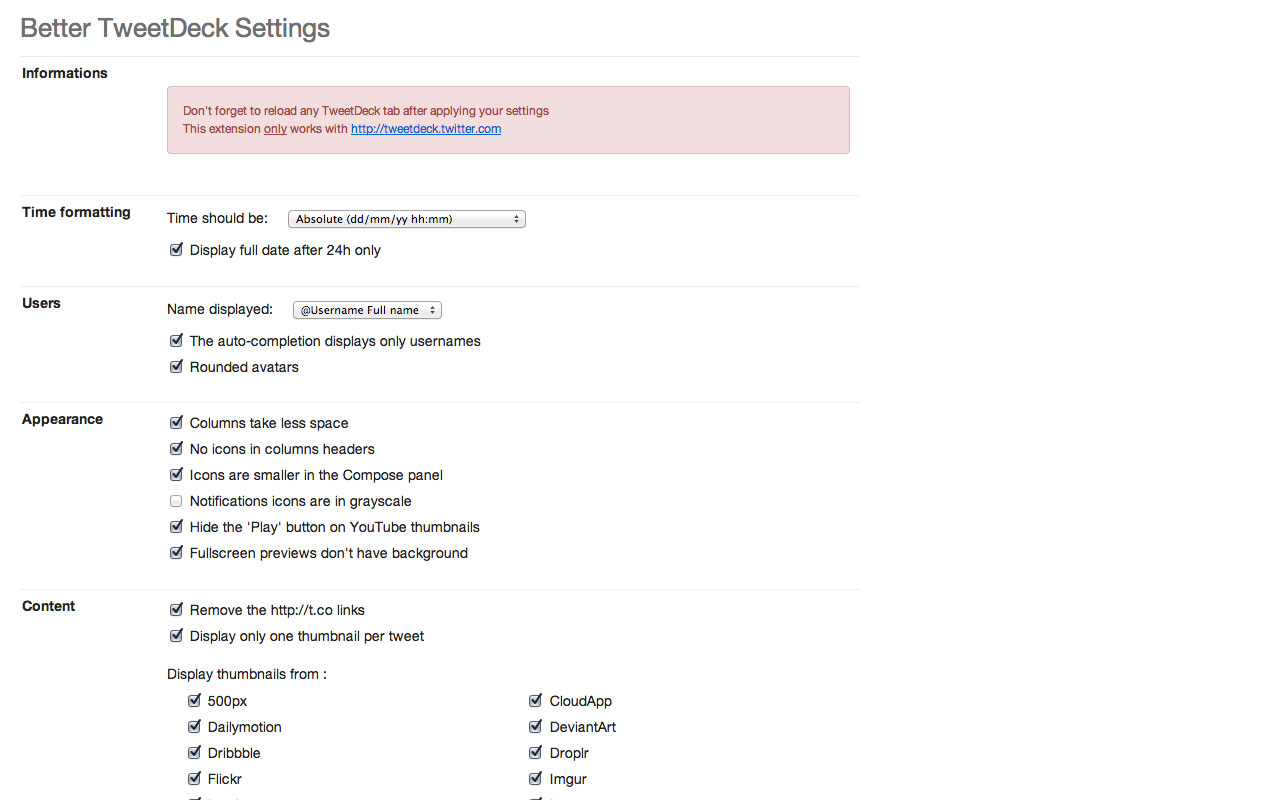 Better TweetDeck Settings
Informations
Don't forget to reload any TweetDeck tab after applying your settings
This extension only works with http://tweetdeck.twitter.com
Time formatting
Time should be: Absolute (dd/mm/yy hh:mm)
Display full date after 24h only
Users
Name displayed: @Username Full name
The auto-completion displays only usernames
Rounded avatars
Appearance
Columns take less space
No icons in columns headers
Icons are smaller in the Compose panel
Notifications icons are in grayscale
Hide the 'Play' button on YouTube thumbnails
Fullscreen previews don't have background
Content
Remove the http://t.co links
Display only one thumbnail per tweet
Display thumbnails from :
500px CloudApp
Dailymotion DeviantArt
Dribbble Droplr
Flickr Imgur